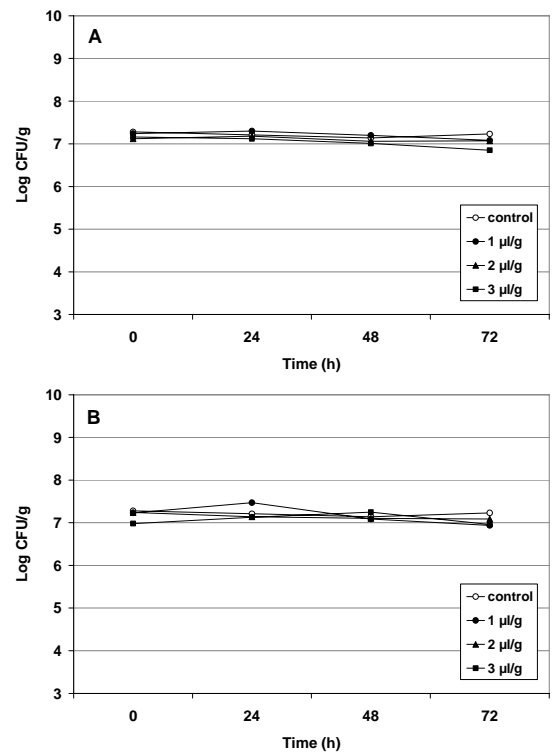 A
10
9
8
7
6
5
4
3
Log CFU/g
control
1 µl/g
2 µl/g
3 µl/g
0 24 48 72
Time (h)
B
10
9
8
7
6
5
4
3
Log CFU/g
control
1 µl/g
2 µl/g
3 µl/g
0 24 48 72
Time (h)